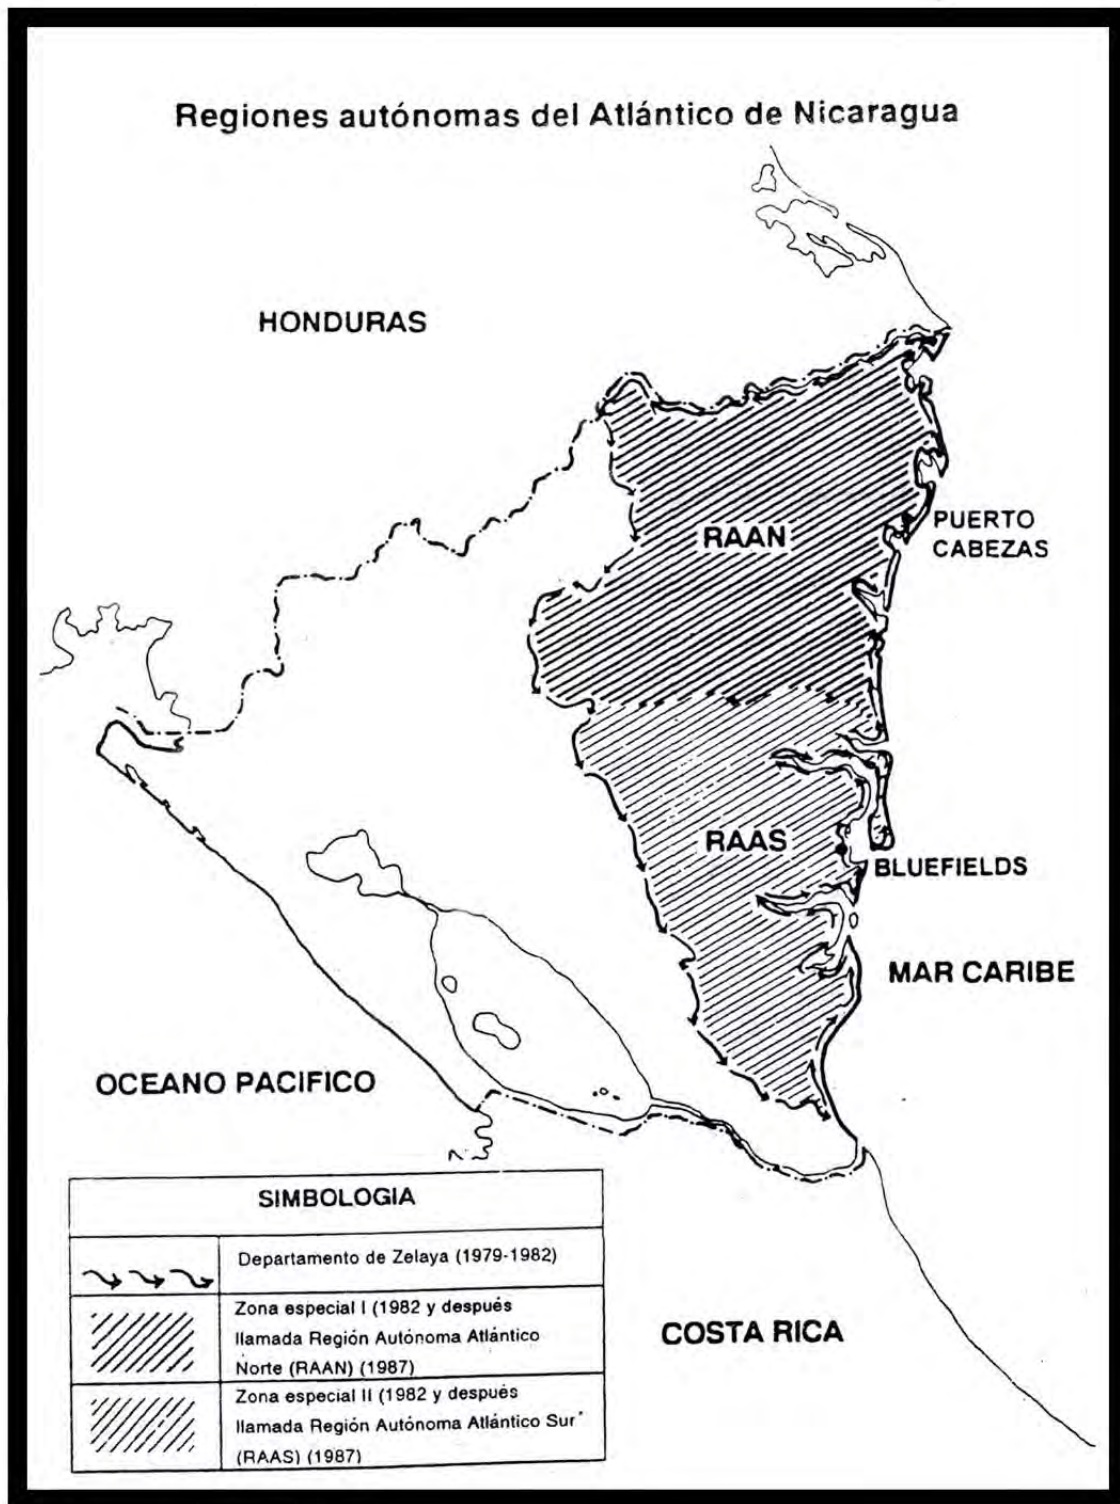 Regiones autónomas del Atlántico de Nicaragua
HONDURAS
RAAN
PUERTO
CABEZAS
RAAS
BLUEFIELDS
MAR CARIBE
OCEANO PACIFICO
COSTA RICA
SIMBOLOGIA
Departamento de Zelaya (1979-1982)
Zona especial I (1982 y después
llamada Región Autónoma Atlántico
Norte (RAAN) (1987)
Zona especial II (1982 y después
llamada Región Autónoma Atlántico Sur
(RAAS) (1987)